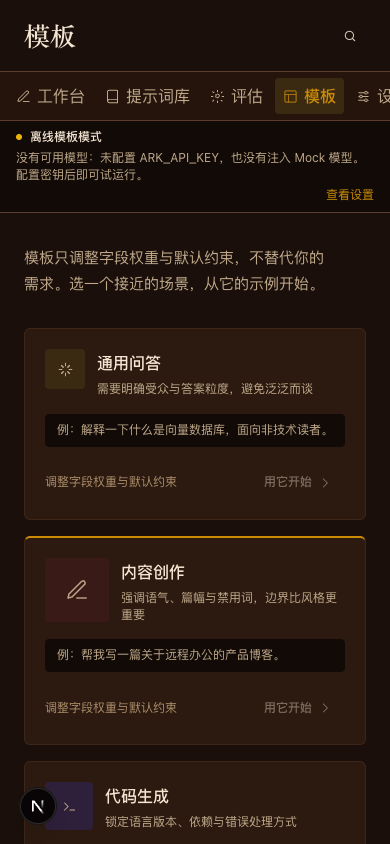 模板
工作台 提示词库 评估 模板 设
离线模板模式
没有可用模型：未配置 ARK_API_KEY，也没有注入 Mock 模型。
配置密钥后即可试运行。
查看设置
模板只调整字段权重与默认约束，不替代你的
需求。选一个接近的场景，从它的示例开始。
通用问答
需要明确受众与答案粒度，避免泛泛而谈
例：解释一下什么是向量数据库，面向非技术读者。
调整字段权重与默认约束 用它开始
内容创作
强调语气、篇幅与禁用词，边界比风格更
重要
例：帮我写一篇关于远程办公的产品博客。
调整字段权重与默认约束 用它开始
代码生成
锁定语言版本、依赖与错误处理方式
N